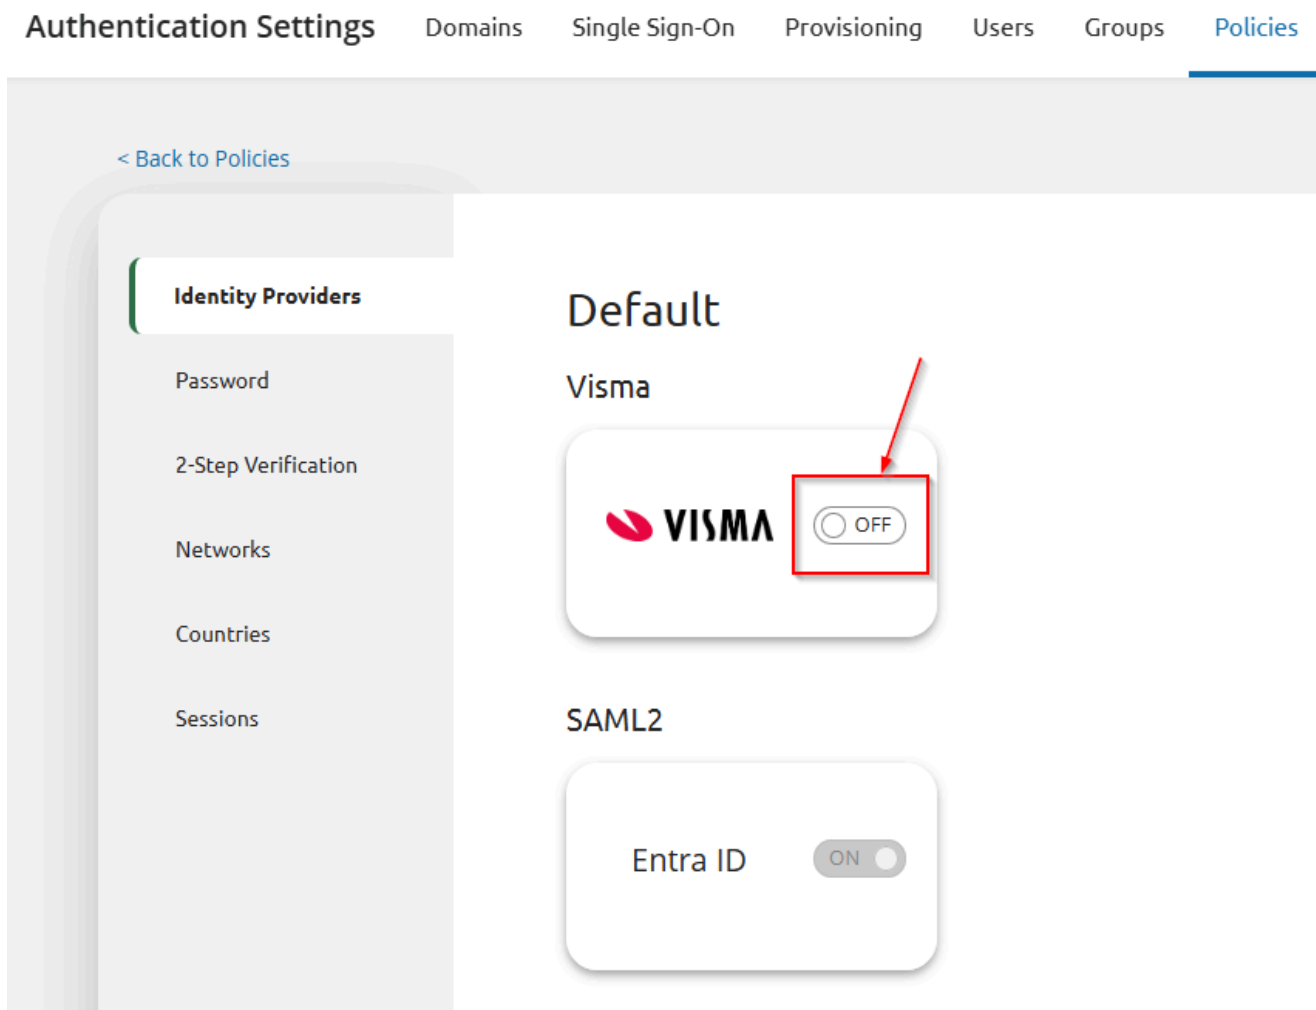 Authentication Settings Domains Single Sign-On Provisioning Users Groups Policies
< Back to Policies
Identity Providers
Password
2-Step Verification
Networks
Countries
Sessions
Default
Visma
VISMA OFF
SAML2
Entra ID ON